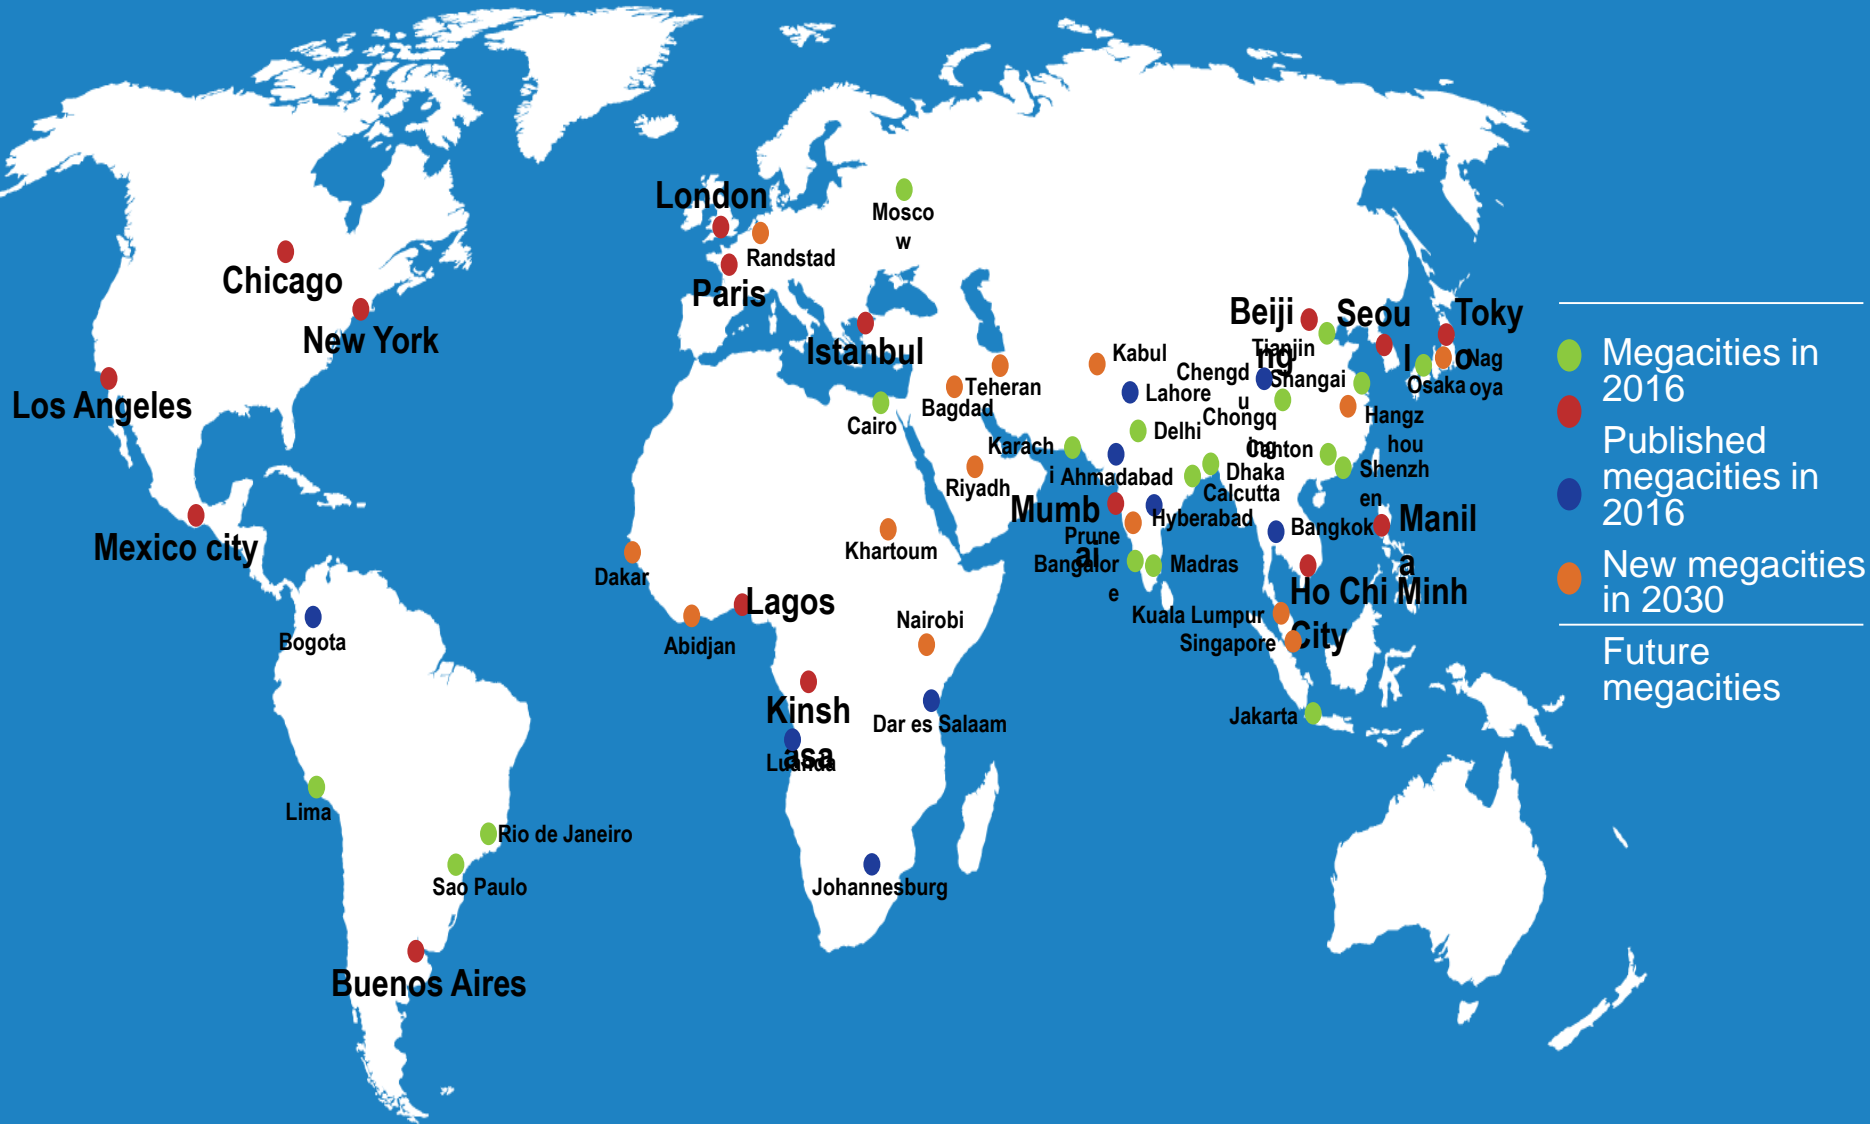 London
Mosco
w
Randstad
Paris
Chicago
New York
Istanbul
Los Angeles
Beiji
ng
Seou
l
Toky
o
Tianjin
Nag
oya
Kabul
Chengd
u
Shangai
Osaka
Teheran
Bagdad
Lahore
Cairo
Chongq
ing
Hangz
hou
Karach
i
Delhi
Canton
Shenzh
en
Ahmadabad
Dhaka
Calcutta
Riyadh
Mumb
ai
Hyberabad
Prune
Bangkok
Manil
a
Mexico city
Khartoum
Bangalor
e
Madras
Dakar
Lagos
Ho Chi Minh
City
Kuala Lumpur
Singapore
Bogota
Abidjan
Nairobi
Kinsh
asa
Dar es Salaam
Luanda
Jakarta
Lima
Rio de Janeiro
Sao Paulo
Johannesburg
Buenos Aires
Megacities in
2016
Published
megacities in
2016
New megacities
in 2030
Future
megacities